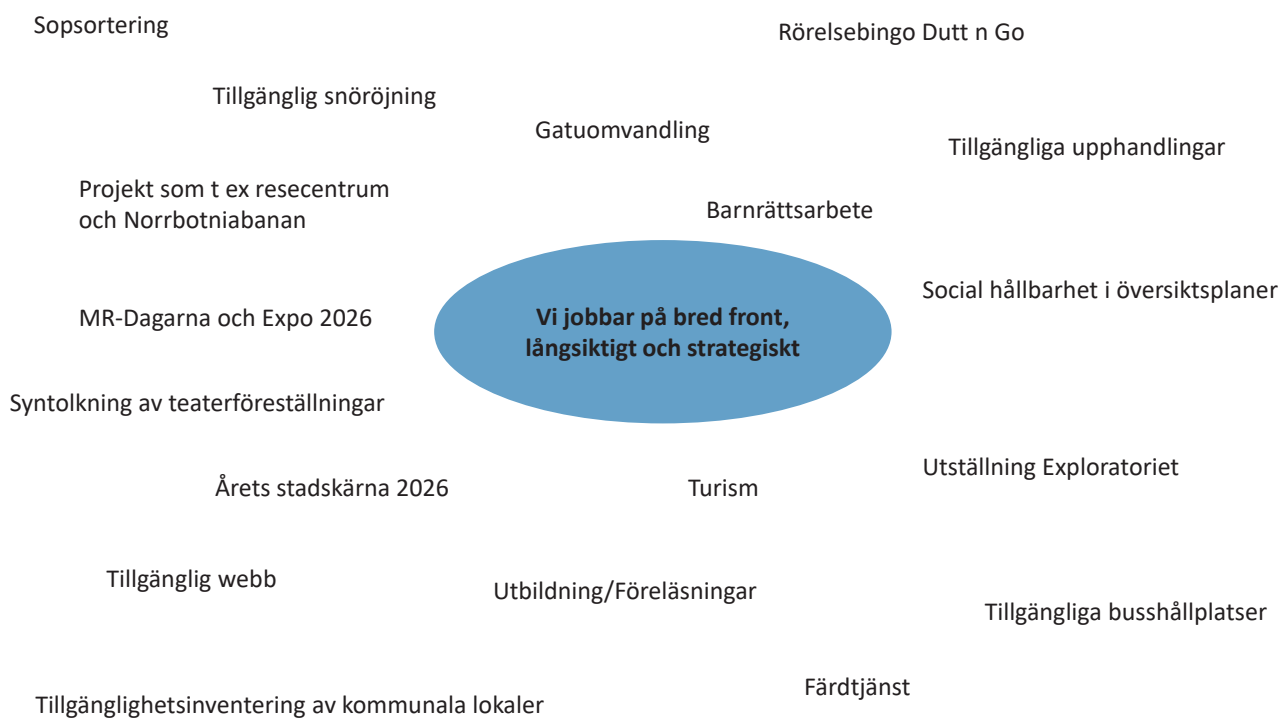 Sopsortering
Rörelsebingo Dutt n Go
Tillgänglig snöröjning
Gatuomvandling
Tillgängliga upphandlingar
Projekt som t ex resecentrum
och Norrbotniabanan
Barnrättsarbete
Social hållbarhet i översiktsplaner
MR-Dagarna och Expo 2026
Vi jobbar på bred front,
långsiktigt och strategiskt
Syntolkning av teaterföreställningar
Utställning Exploratoriet
Årets stadskärna 2026
Turism
Tillgänglig webb
Utbildning/Föreläsningar
Tillgängliga busshållplatser
Färdtjänst
Tillgänglighetsinventering av kommunala lokaler